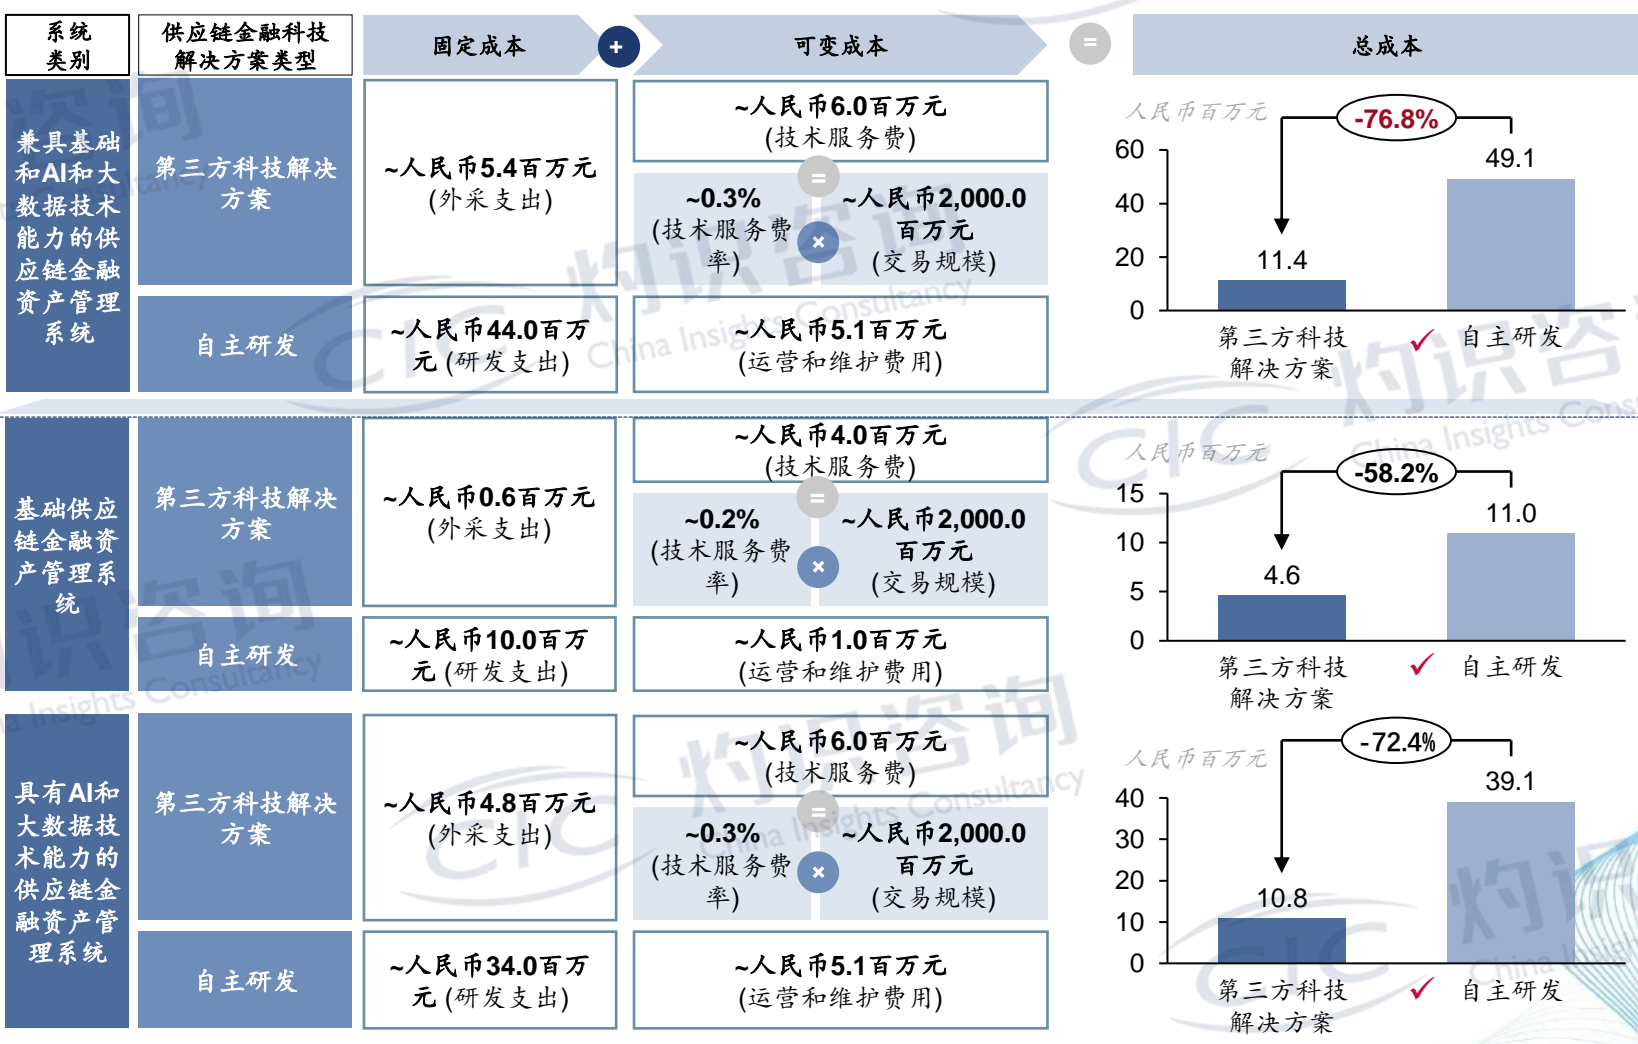 系统
类别
供应链金融科技
解决方案类型
固定成本
+
可变成本
=
总成本
兼具基础
和AI和大
数据技术
能力的供
应链金融
资产管理
系统
第三方科技解决
方案
~人民币5.4百万元
(外采支出)
~人民币6.0百万元
(技术服务费)
=
~0.3%
(技术服务费
率)
×
~人民币2,000.0
百万元
(交易规模)
自主研发
~人民币44.0百万
元 (研发支出)
~人民币5.1百万元
(运营和维护费用)
人民币百万元
-76.8%
60
40
20
0
11.4
49.1
第三方科技
解决方案
✓
自主研发
基础供应
链金融资
产管理系
统
第三方科技解决
方案
~人民币0.6百万元
(外采支出)
~人民币4.0百万元
(技术服务费)
=
~0.2%
(技术服务费
率)
×
~人民币2,000.0
百万元
(交易规模)
自主研发
~人民币10.0百万
元 (研发支出)
~人民币1.0百万元
(运营和维护费用)
人民币百万元
-58.2%
15
10
5
0
4.6
11.0
第三方科技
解决方案
✓
自主研发
具有AI和
大数据技
术能力的
供应链金
融资产管
理系统
第三方科技解决
方案
~人民币4.8百万元
(外采支出)
~人民币6.0百万元
(技术服务费)
=
~0.3%
(技术服务费
率)
×
~人民币2,000.0
百万元
(交易规模)
自主研发
~人民币34.0百万
元 (研发支出)
~人民币5.1百万元
(运营和维护费用)
人民币百万元
-72.4%
40
30
20
10
0
10.8
39.1
第三方科技
解决方案
✓
自主研发
CIC 灼识咨询
China Insights Consultancy